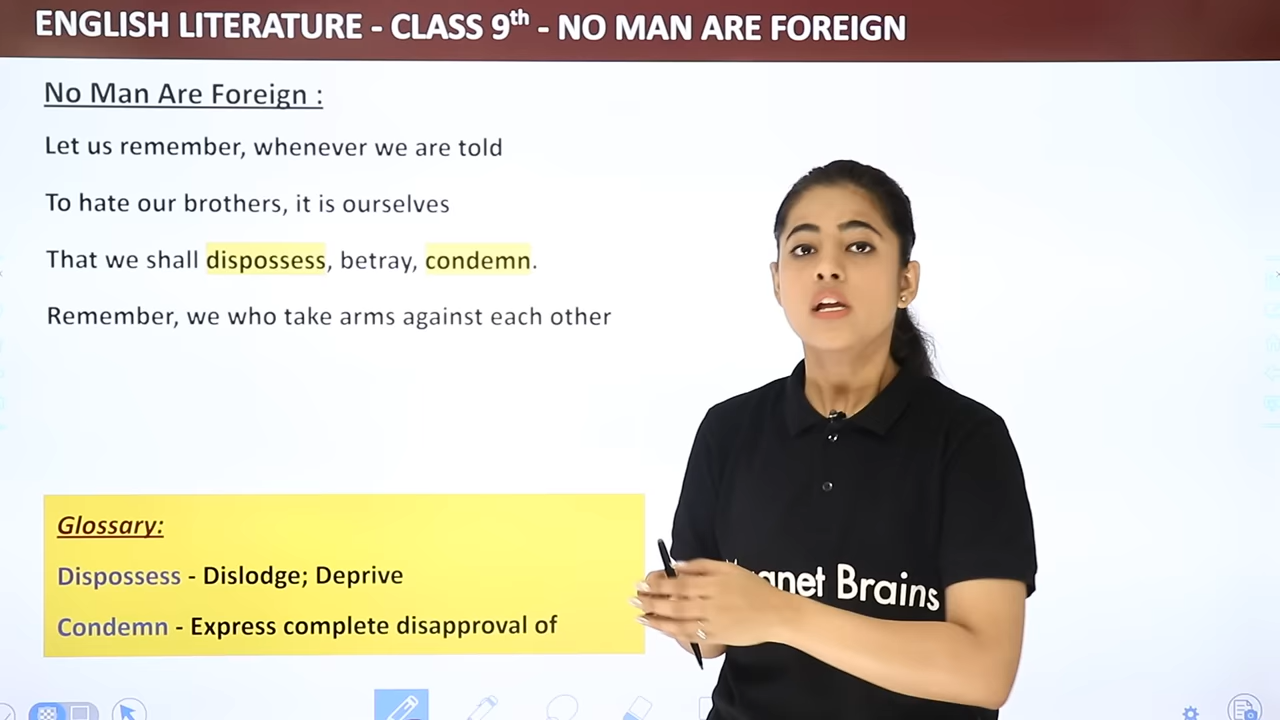 ENGLISH LITERATURE - CLASS 9th - NO MAN ARE FOREIGN
No Man Are Foreign :
Let us remember, whenever we are told
To hate our brothers, it is ourselves
That we shall dispossess, betray, condemn.
Remember, we who take arms against each other
Glossary:
Dispossess - Dislodge; Deprive
Condemn - Express complete disapproval of
Brains